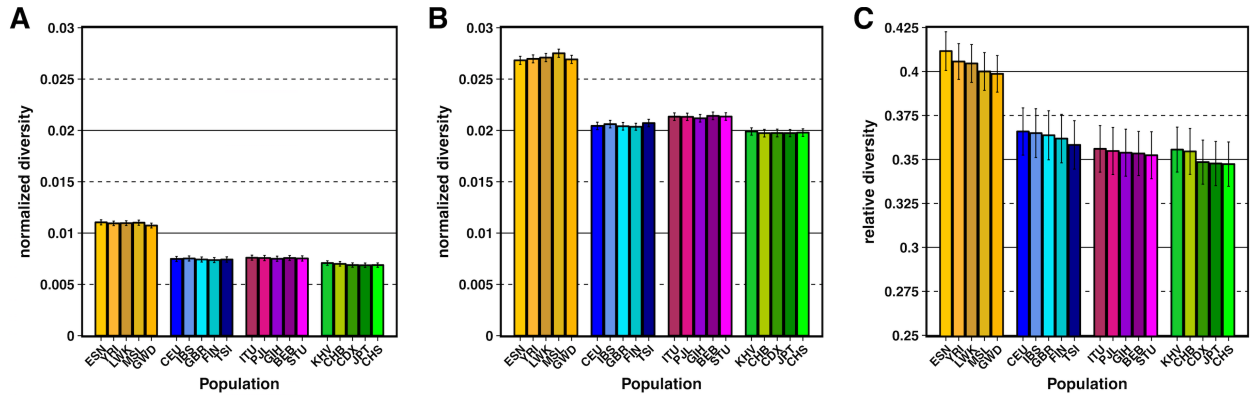 A
normalized diversity
0.03
0.025
0.02
0.015
0.01
0.005
0
ESN YRI LWK MSL GWD CEU IBS GBR FIN TSI ITU PJL GIH BEB STU KHV CHB CDX JPT CHS
Population
B
normalized diversity
0.03
0.025
0.02
0.015
0.01
0.005
0
ESN YRI LWK MSL GWD CEU IBS GBR FIN TSI ITU PJL GIH BEB STU KHV CHB CDX JPT CHS
Population
C
relative diversity
0.425
0.4
0.375
0.35
0.325
0.3
0.275
0.25
ESN YRI LWK MSL GWD CEU IBS GBR FIN TSI ITU PJL GIH BEB STU KHV CHB CDX JPT CHS
Population